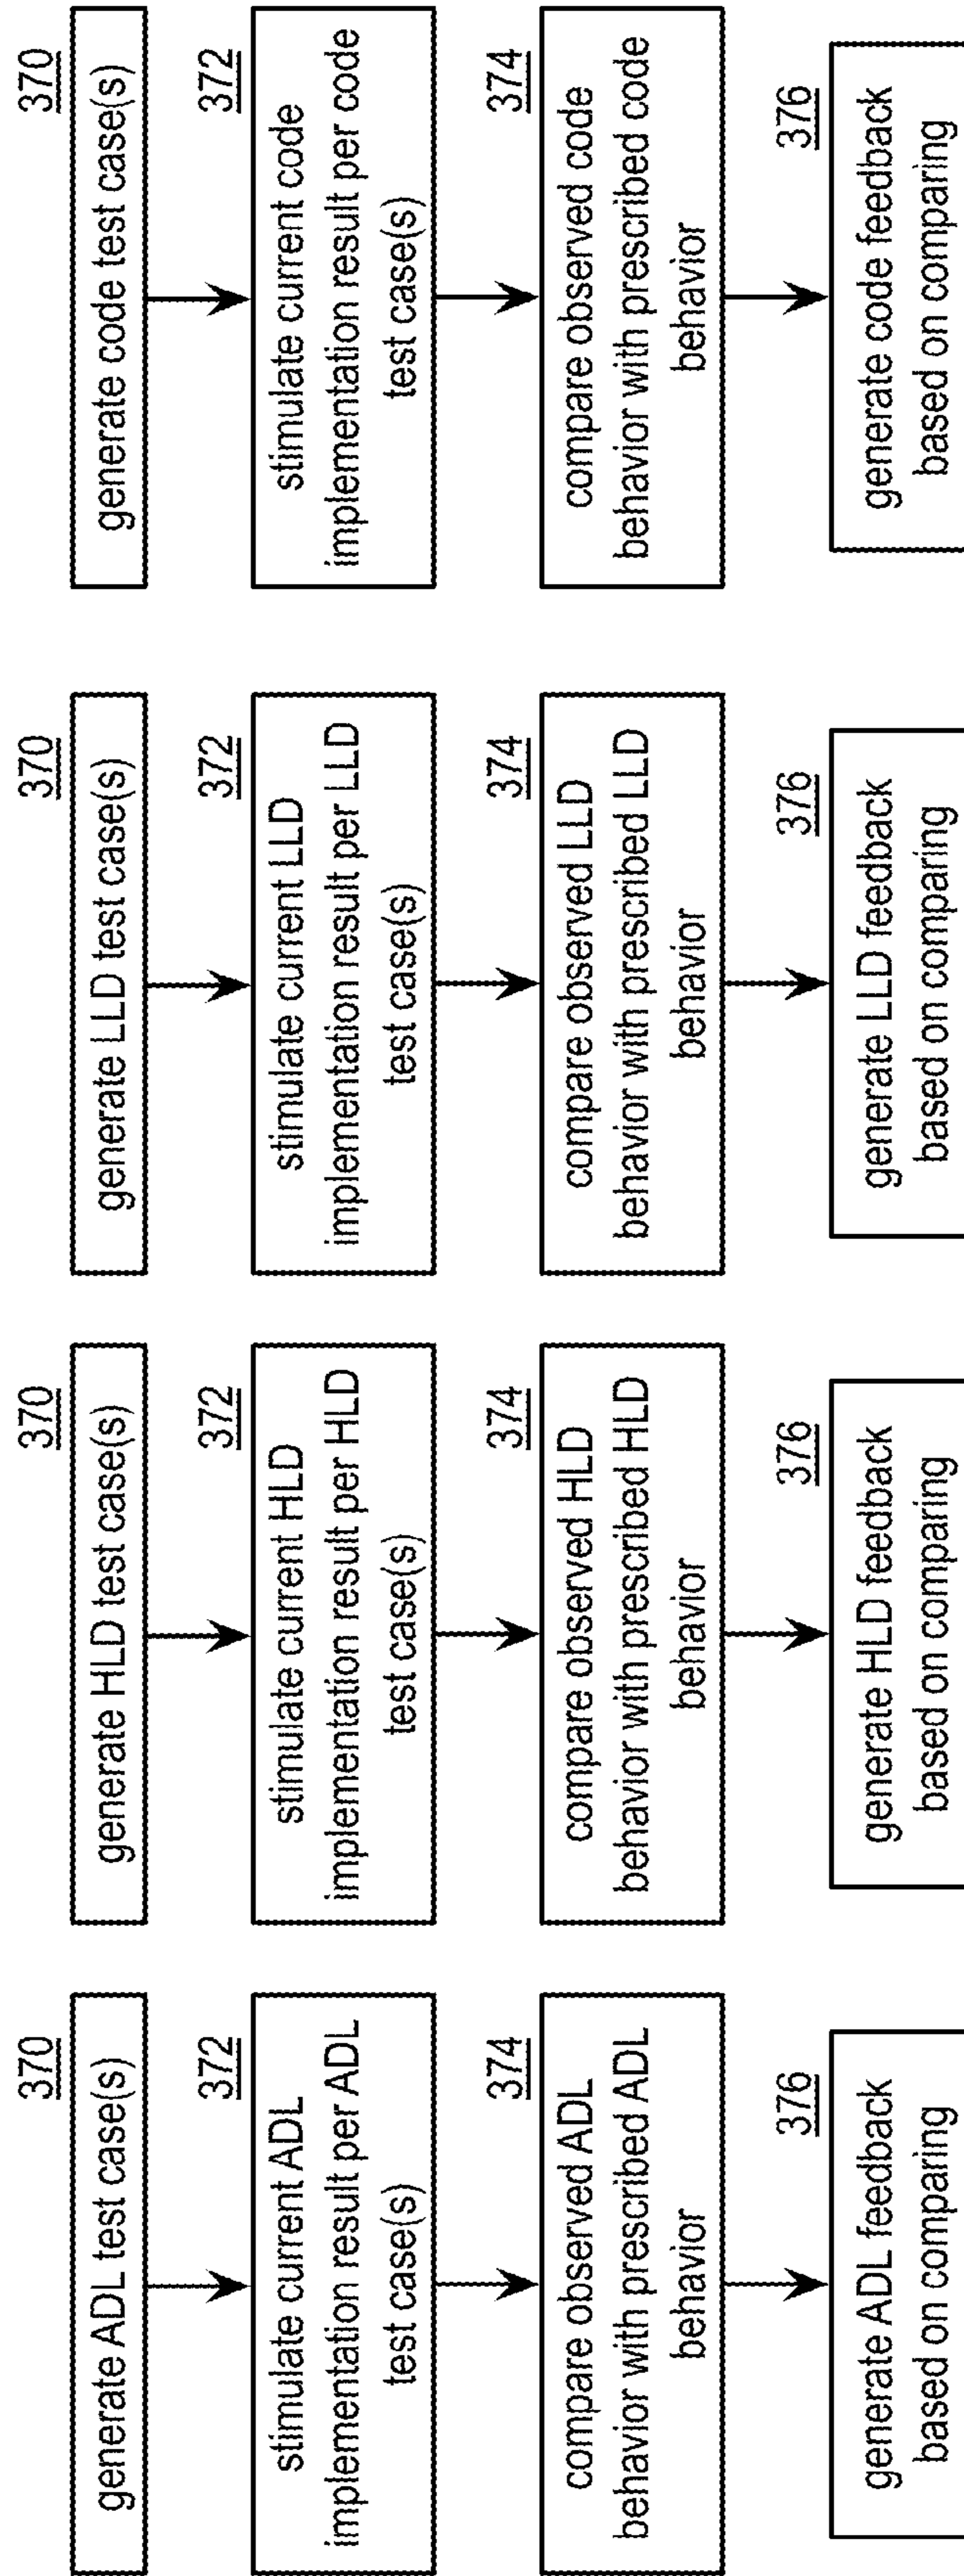 370
generate ADL test case(s)
372
stimulate current ADL
implementation result per ADL
test case(s)
374
compare observed ADL
behavior with prescribed ADL
behavior
376
generate ADL feedback
based on comparing
370
generate HLD test case(s)
372
stimulate current HLD
implementation result per HLD
test case(s)
374
compare observed HLD
behavior with prescribed HLD
behavior
376
generate HLD feedback
based on comparing
370
generate LLD test case(s)
372
stimulate current LLD
implementation result per LLD
test case(s)
374
compare observed LLD
behavior with prescribed LLD
behavior
376
generate LLD feedback
based on comparing
370
generate code test case(s)
372
stimulate current code
implementation result per code
test case(s)
374
compare observed code
behavior with prescribed code
behavior
376
generate code feedback
based on comparing